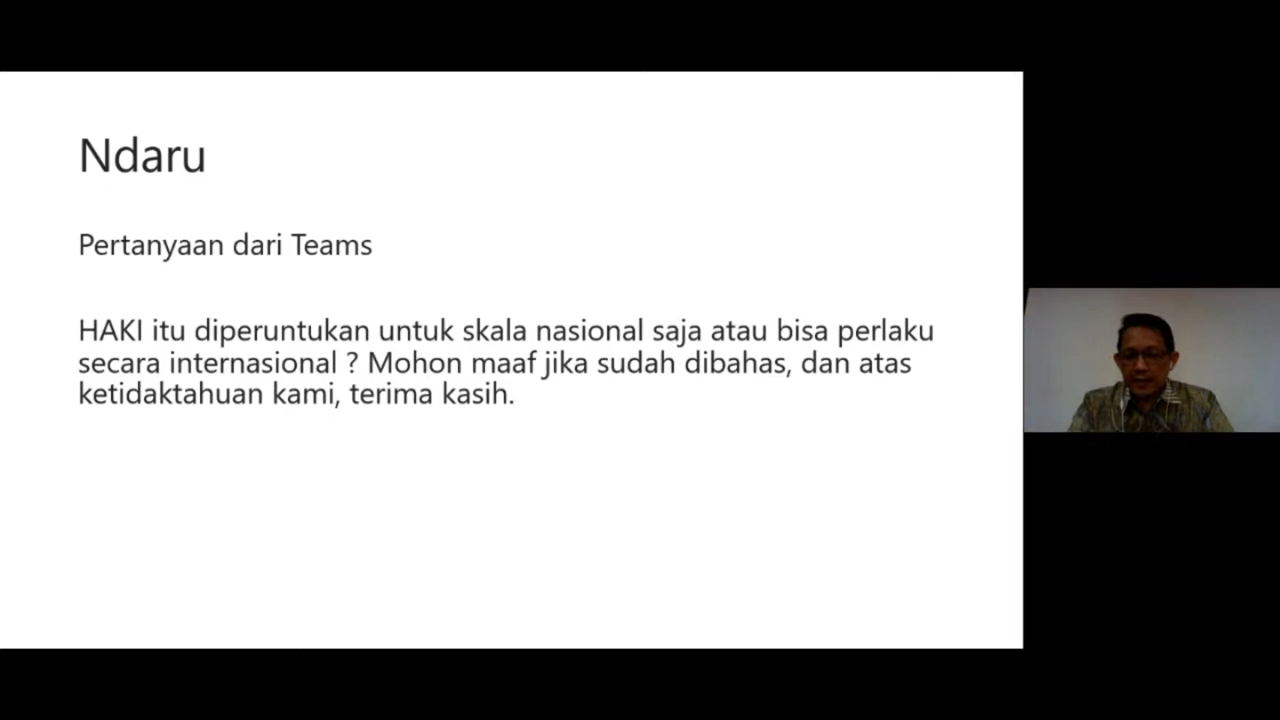 Ndaru
Pertanyaan dari Teams
HAKI itu diperuntukan untuk skala nasional saja atau bisa perlaku
secara internasional ? Mohon maaf jika sudah dibahas, dan atas
ketidaktahuan kami, terima kasih.